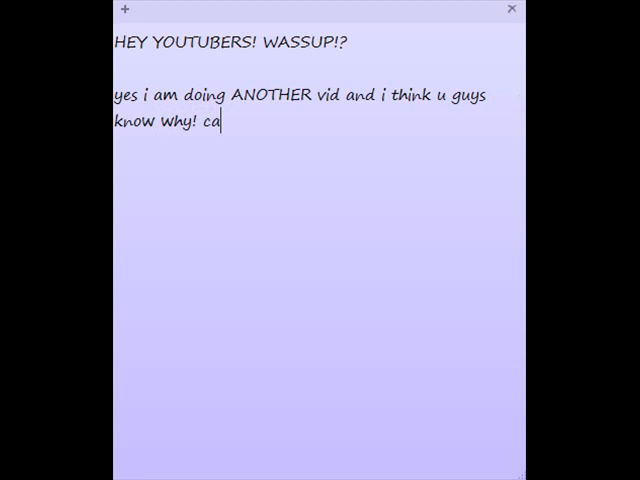 HEY YOUTUBERS! WASSUP!?
yes i am doing ANOTHER vid and i think u guys
know why! ca